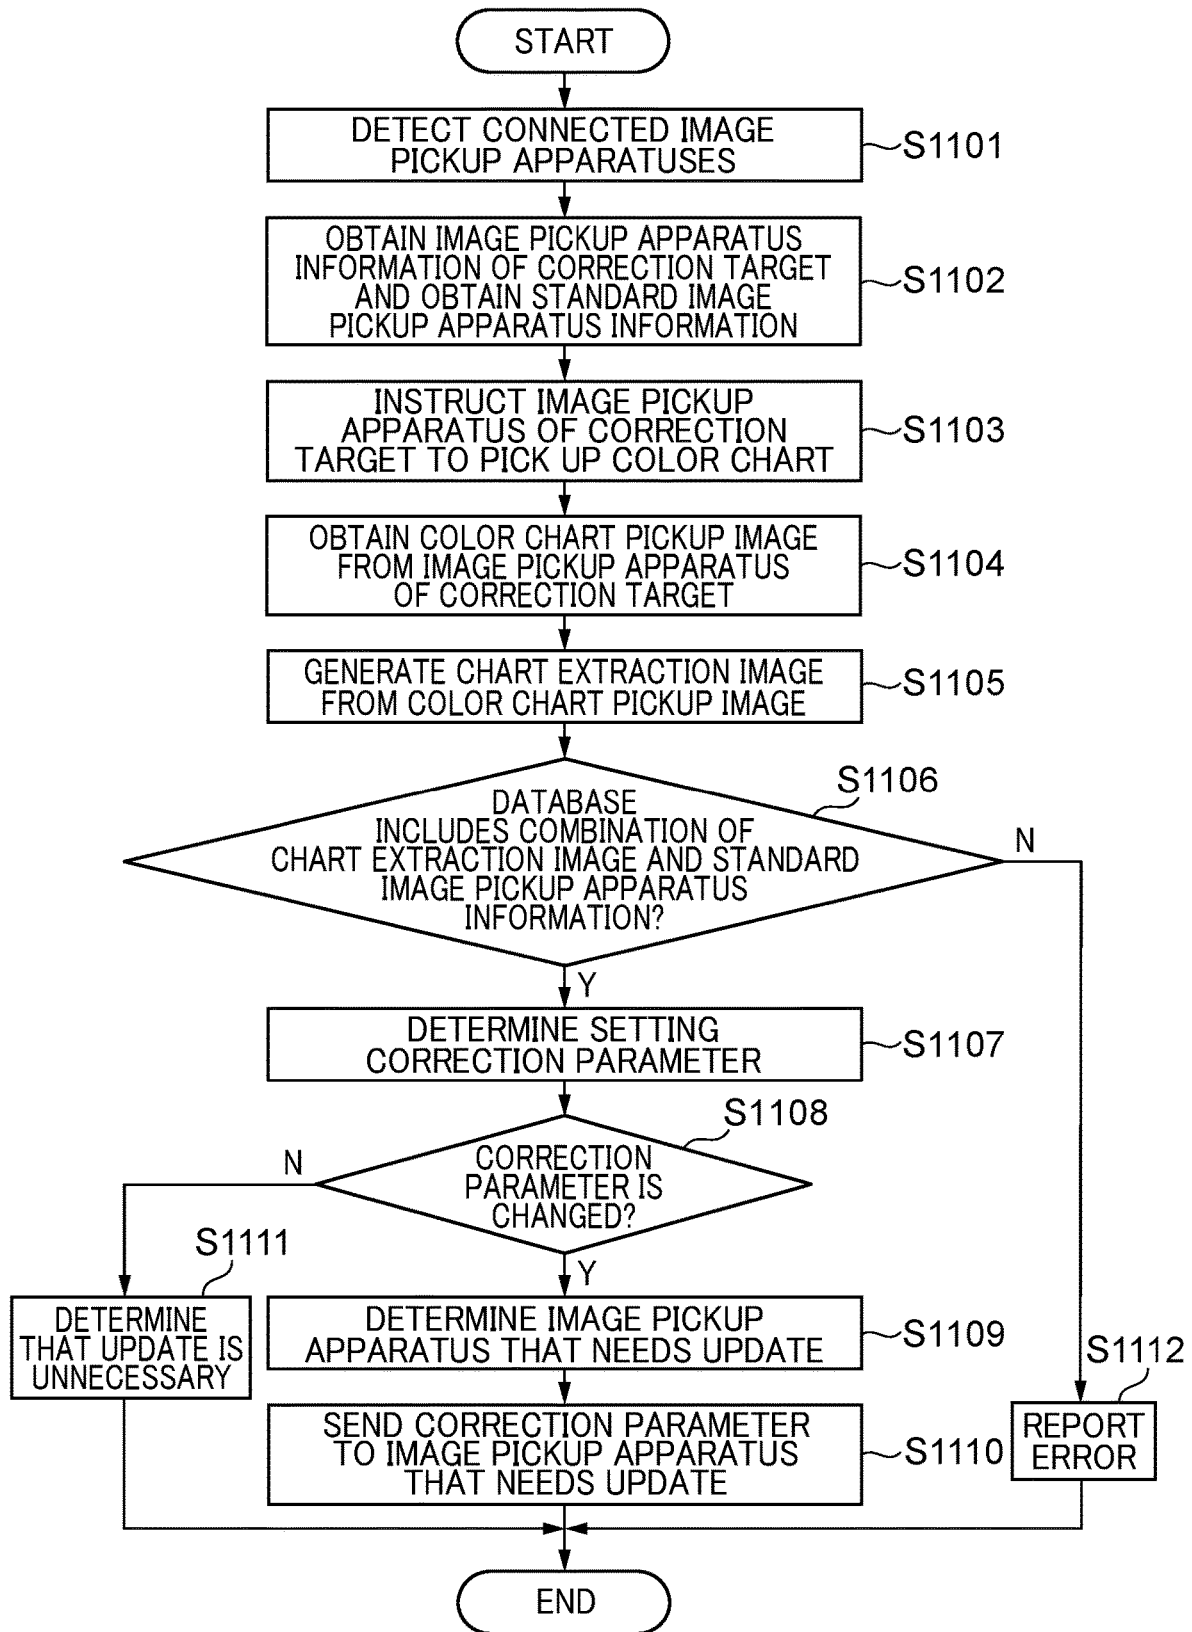 START
DETECT CONNECTED IMAGE
PICKUP APPARATUSES
S1101
OBTAIN IMAGE PICKUP APPARATUS
INFORMATION OF CORRECTION TARGET
AND OBTAIN STANDARD IMAGE
PICKUP APPARATUS INFORMATION
S1102
INSTRUCT IMAGE PICKUP
APPARATUS OF CORRECTION
TARGET TO PICK UP COLOR CHART
S1103
OBTAIN COLOR CHART PICKUP IMAGE
FROM IMAGE PICKUP APPARATUS
OF CORRECTION TARGET
S1104
GENERATE CHART EXTRACTION IMAGE
FROM COLOR CHART PICKUP IMAGE
S1105
S1106
DATABASE
INCLUDES COMBINATION OF
CHART EXTRACTION IMAGE AND STANDARD
IMAGE PICKUP APPARATUS
INFORMATION?
N
Y
DETERMINE SETTING
CORRECTION PARAMETER
S1107
S1108
CORRECTION
PARAMETER IS
CHANGED?
N
Y
S1111
DETERMINE
THAT UPDATE IS
UNNECESSARY
DETERMINE IMAGE PICKUP
APPARATUS THAT NEEDS UPDATE
S1109
SEND CORRECTION PARAMETER
TO IMAGE PICKUP APPARATUS
THAT NEEDS UPDATE
S1110
S1112
REPORT
ERROR
END